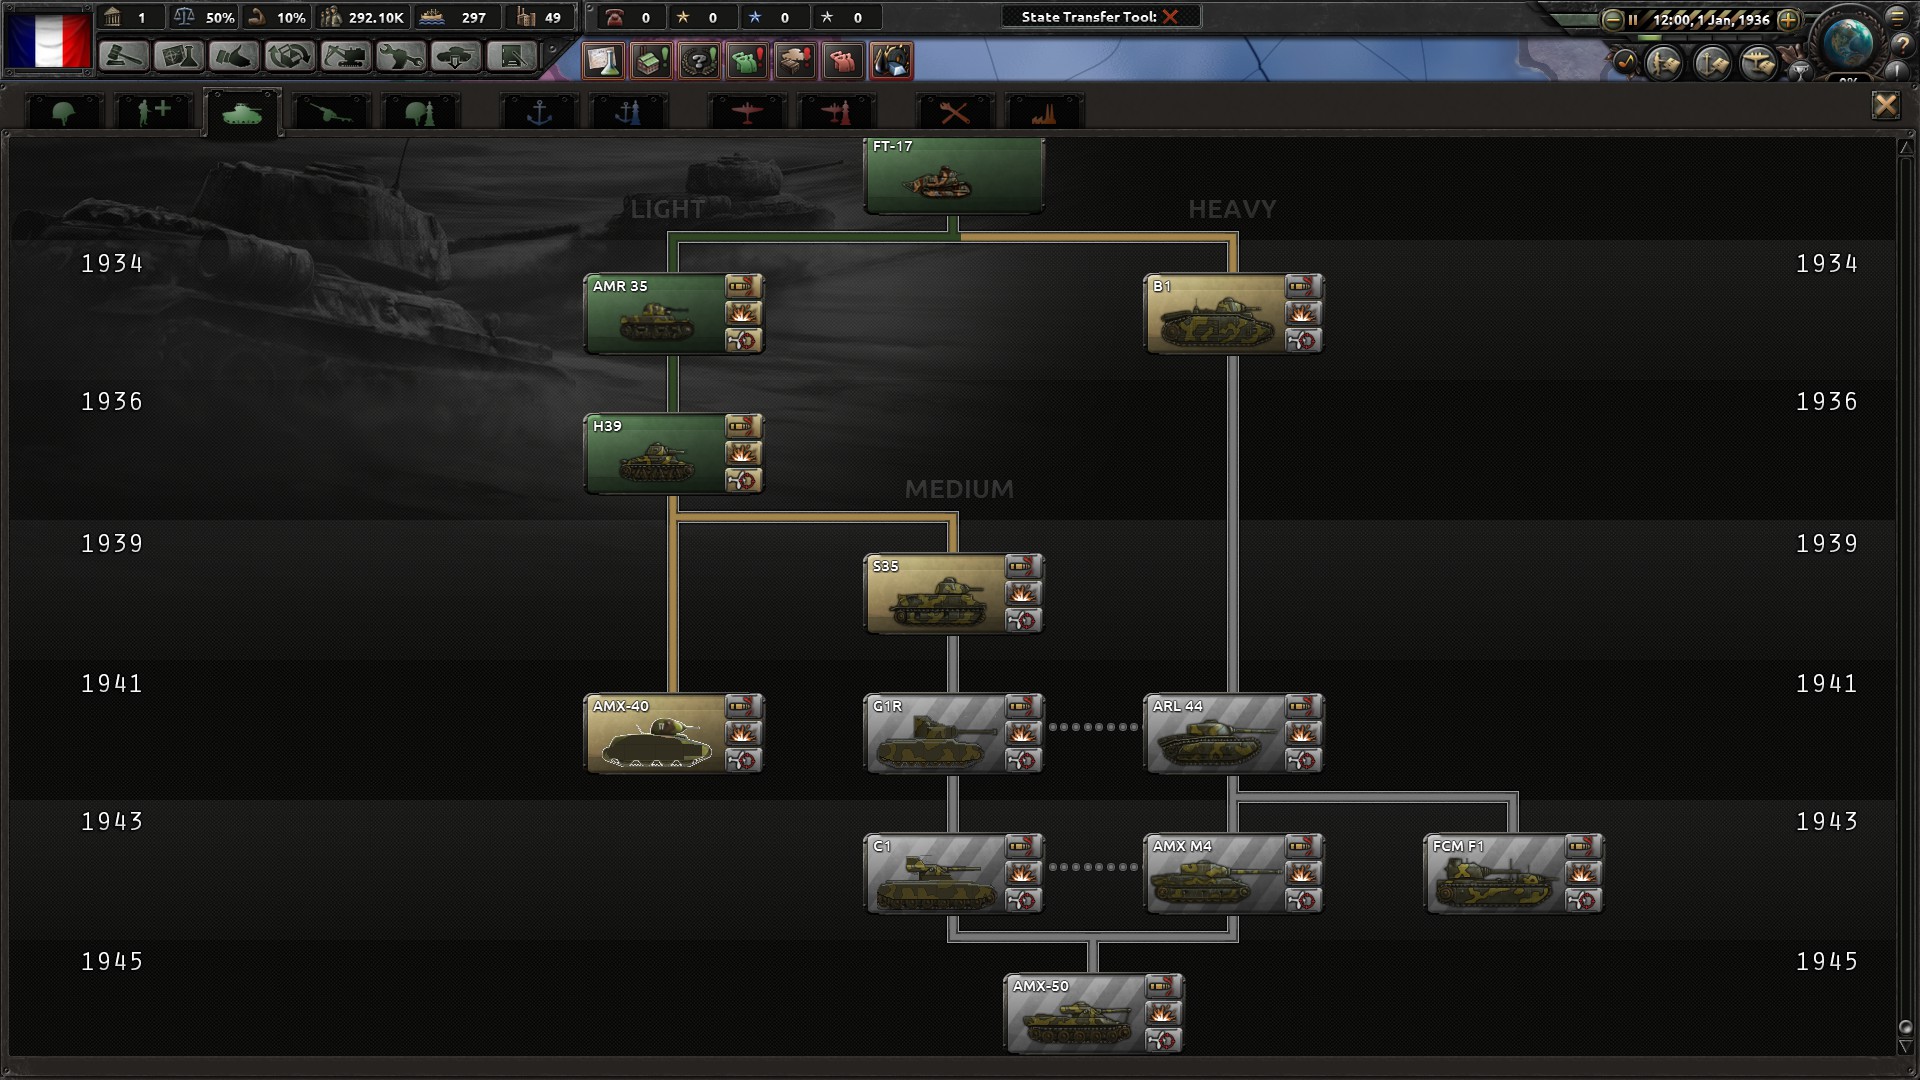 1 50% 10% 292.10K 297 49 0 0 0 0 State Transfer Tool: 12:00, 1 Jan, 1936
FT-17
LIGHT HEAVY
1934 1934
AMR 35 B1
1936 1936
H39
MEDIUM
1939 1939
S35
1941 1941
AMX-40 G1R ARL 44
1943 1943
C1 AMX M4 FCM F1
1945 1945
AMX-50